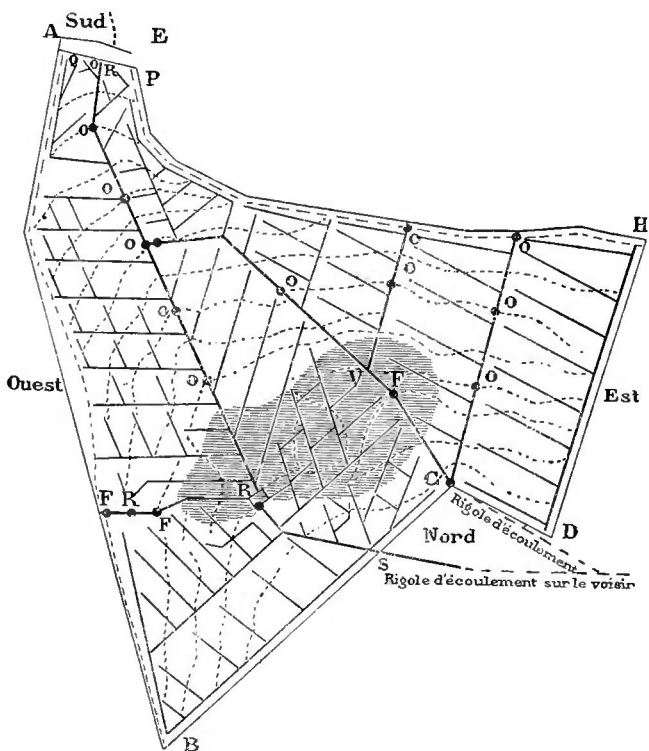 Sud
A
E
Q O R
P
O
O
O
H
C
O
O
O
O
O
O
V
F
O
Ouest
Est
F R
F
R
C
D
Nord
S
Rigole d'écoulement
Rigole d'écoulement sur le voisin
B